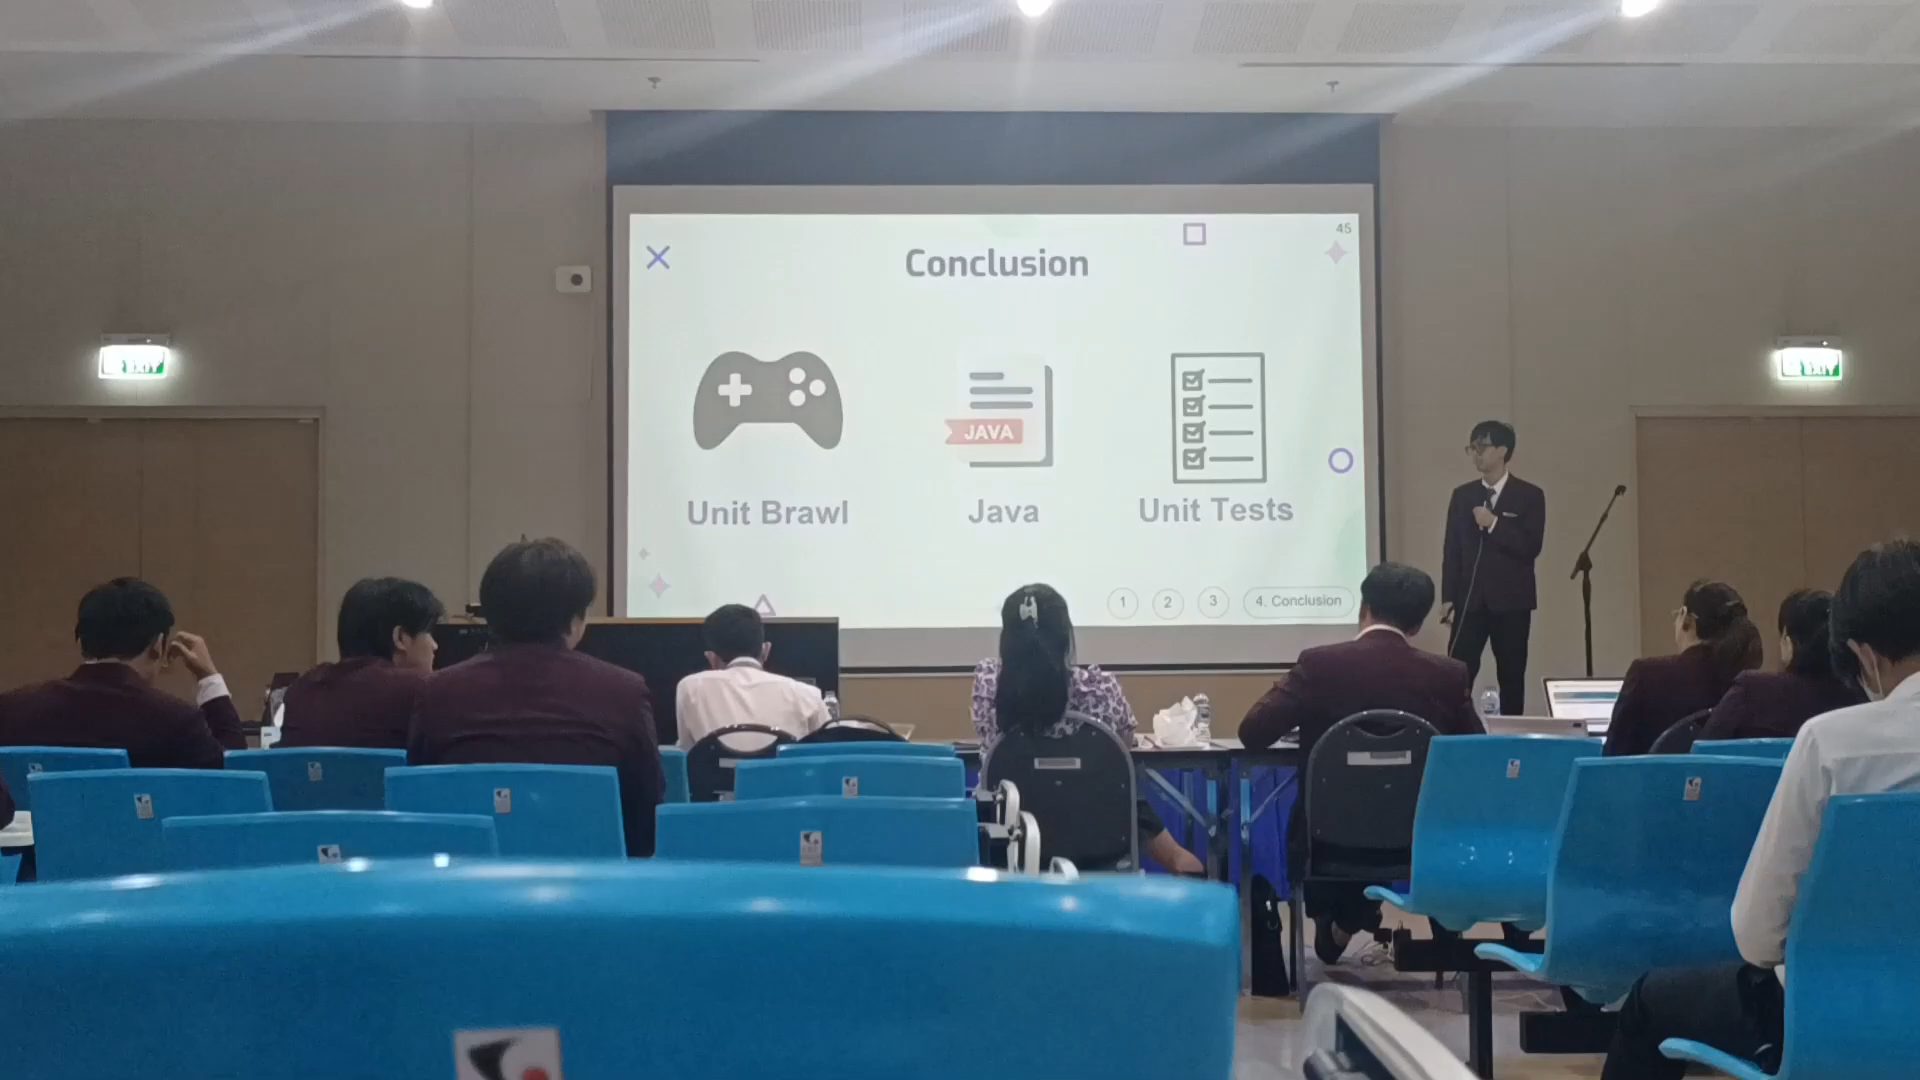 45
Conclusion
JAVA
Unit Brawl
Java
Unit Tests
1
2
3
4. Conclusion
EXIT
EXIT